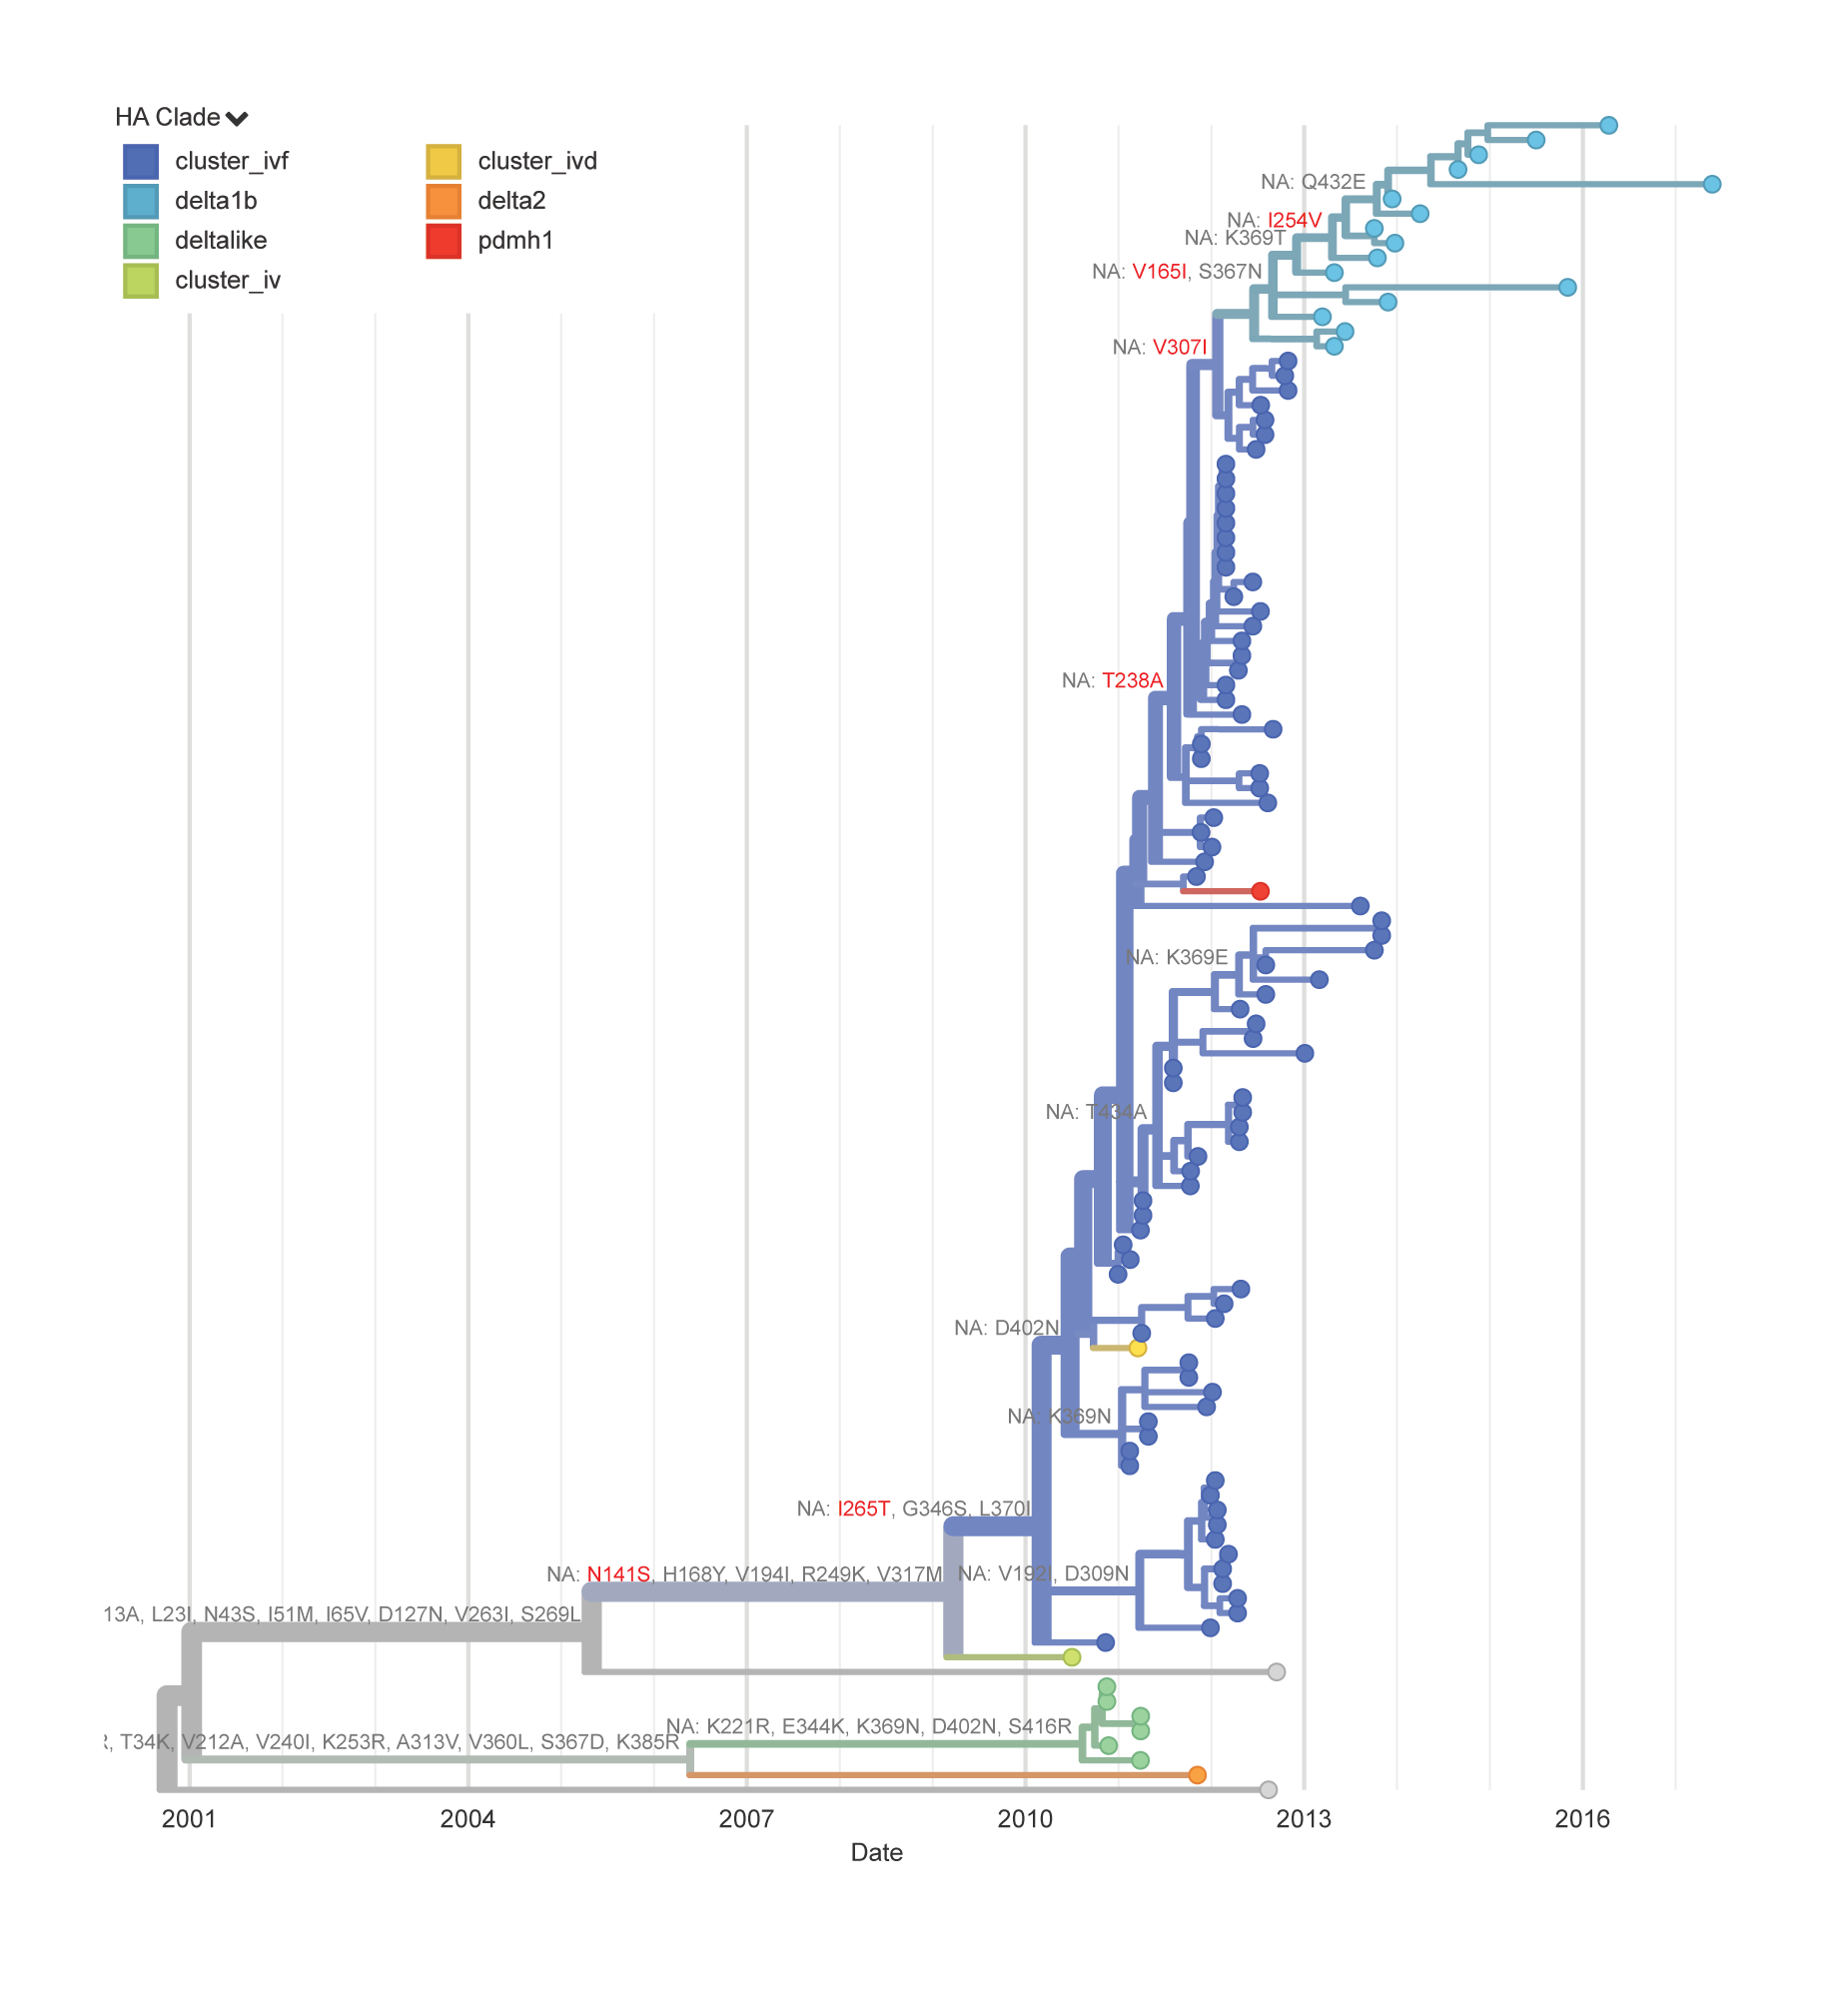 HA Clade
cluster_ivf
cluster_ivd
delta1b
delta2
deltalike
pdmh1
cluster_iv
NA: Q432E
NA: I254V
NA: K369T
NA: V165I, S367N
NA: V307I
NA: T238A
NA: K369E
NA: T434A
NA: D402N
NA: K369N
NA: I265T, G346S, L370I
NA: N141S, H168Y, V194I, R249K, V317M
NA: V192I, D309N
13A, L23I, N43S, I51M, I65V, D127N, V263I, S269L
NA: K221R, E344K, K369N, D402N, S416R
, T34K, V212A, V240I, K253R, A313V, V360L, S367D, K385R
2001 2004 2007 2010 2013 2016
Date